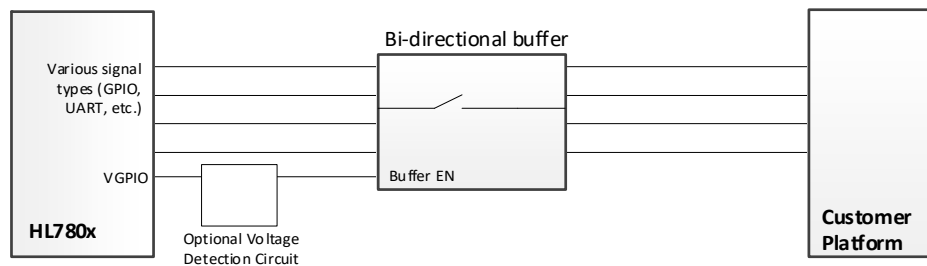 Bi-directional buffer
Various signal
types (GPIO,
UART, etc.)
VGPIO
Buffer EN
HL780x
Optional Voltage
Detection Circuit
Customer
Platform